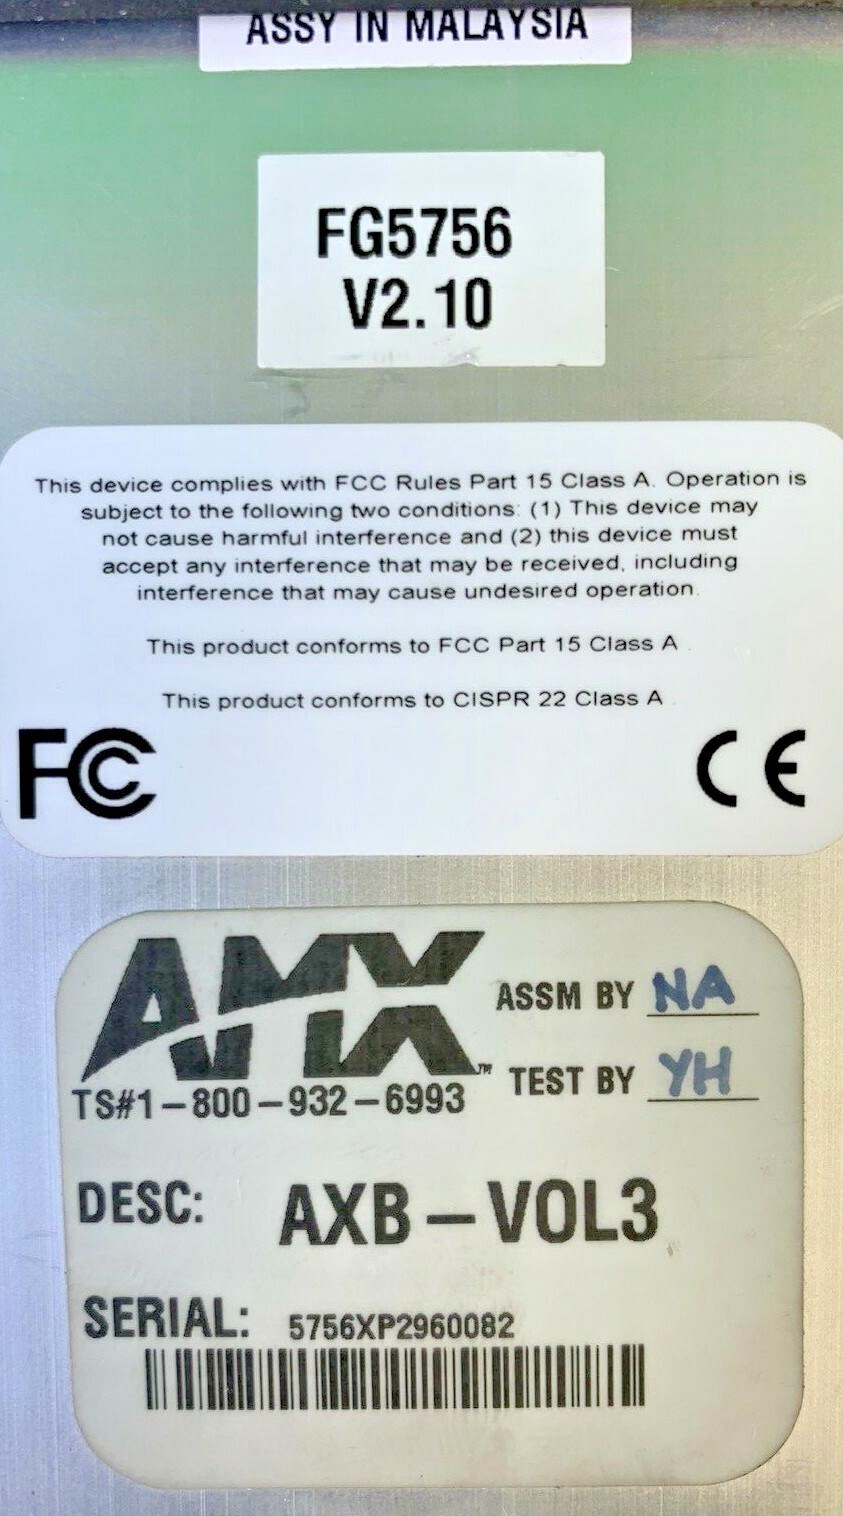 ASSY IN MALAYSIA
FG5756
V2.10
This device complies with FCC Rules Part 15 Class A. Operation is
subject to the following two conditions: (1) This device may
not cause harmful interference and (2) this device must
accept any interference that may be received, including
interference that may cause undesired operation.
This product conforms to FCC Part 15 Class A .
This product conforms to CISPR 22 Class A .
FC CE
AMX™
ASSM BY NA
TEST BY YH
TS#1-800-932-6993
DESC: AXB-VOL3
SERIAL: 5756XP2960082